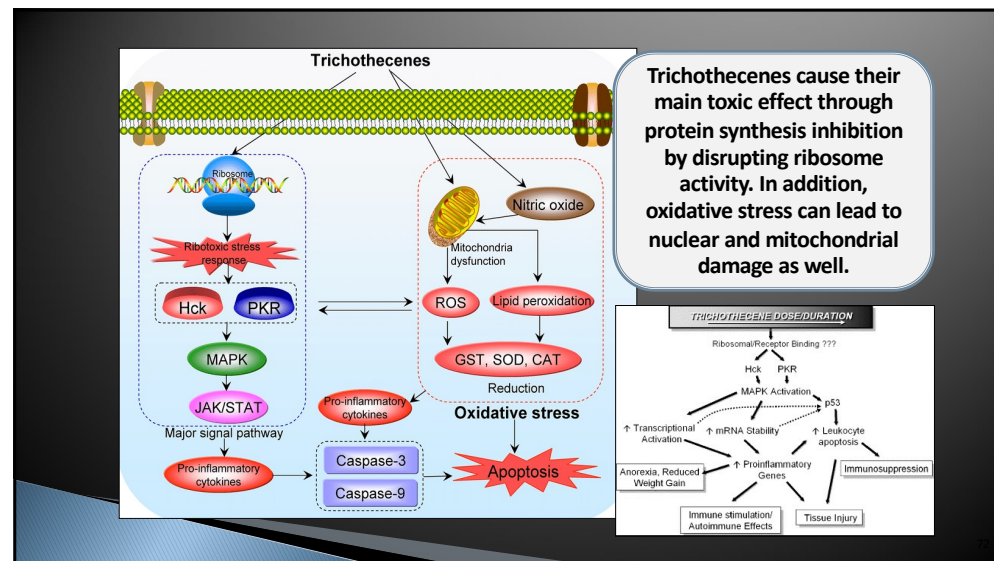 Trichothecenes
Ribosome
Ribotoxic stress
response
Hck
PKR
MAPK
JAK/STAT
Major signal pathway
Pro-inflammatory
cytokines
Nitric oxide
Mitochondria
dysfunction
ROS
Lipid peroxidation
GST, SOD, CAT
Reduction
Oxidative stress
Pro-inflammatory
cytokines
Caspase-3
Caspase-9
Apoptosis
Trichothecenes cause their
main toxic effect through
protein synthesis inhibition
by disrupting ribosome
activity. In addition,
oxidative stress can lead to
nuclear and mitochondrial
damage as well.
TRICHOTHECENE DOSE/DURATION
Ribosomal/Receptor Binding ???
Hck
PKR
MAPK Activation
p53
↑ Transcriptional
Activation
↑ mRNA Stability
↑ Leukocyte
apoptosis
↑ Proinflammatory
Genes
Anorexia, Reduced
Weight Gain
Immunosuppression
Immune stimulation/
Autoimmune Effects
Tissue Injury
72